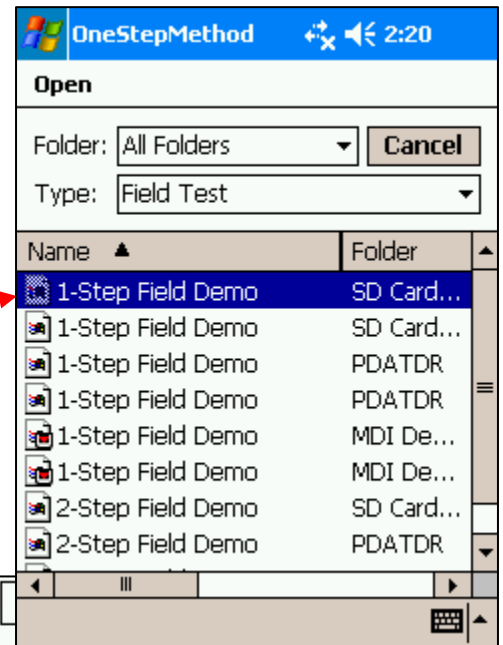 OneStepMethod 2:20
Open
Folder: All Folders Cancel
Type: Field Test
Name Folder
1-Step Field Demo SD Card...
1-Step Field Demo SD Card...
1-Step Field Demo PDATDR
1-Step Field Demo PDATDR
1-Step Field Demo MDI De...
1-Step Field Demo MDI De...
2-Step Field Demo SD Card...
2-Step Field Demo PDATDR